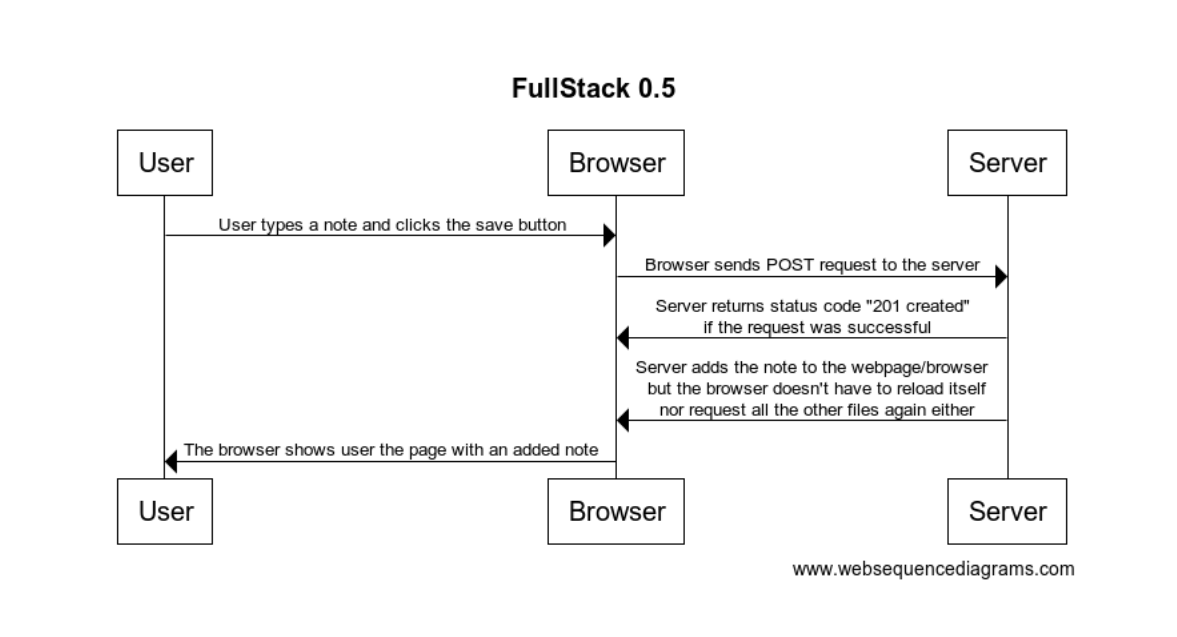 FullStack 0.5
User
Browser
Server
User types a note and clicks the save button
Browser sends POST request to the server
Server returns status code "201 created"
if the request was successful
Server adds the note to the webpage/browser
but the browser doesn't have to reload itself
nor request all the other files again either
The browser shows user the page with an added note
User
Browser
Server
www.websequencediagrams.com